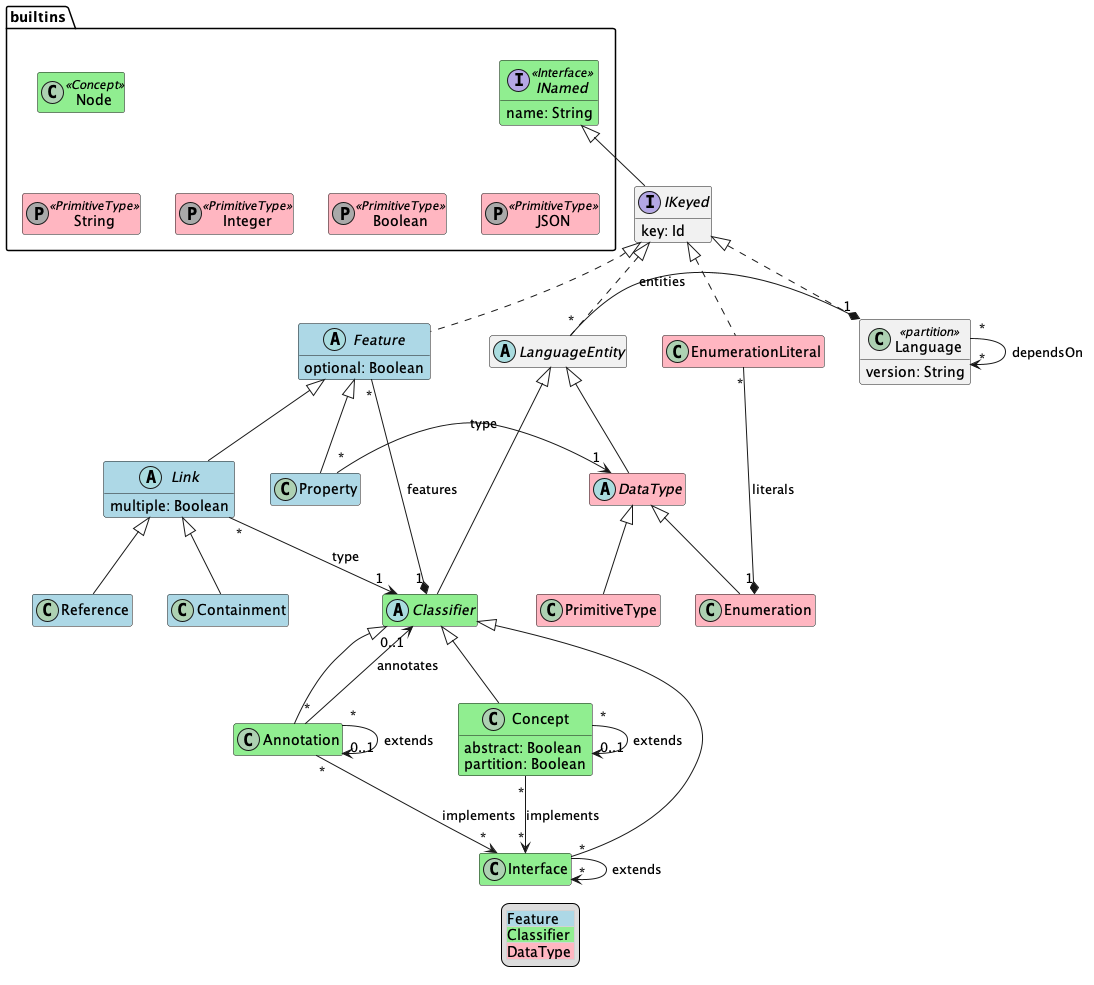 builtins
C «Concept»
Node
I «Interface»
INamed
name: String
P «PrimitiveType»
String
P «PrimitiveType»
Integer
P «PrimitiveType»
Boolean
P «PrimitiveType»
JSON
I IKeyed
key: Id
entities
1
*
A Feature
optional: Boolean
A LanguageEntity
C EnumerationLiteral
C «partition»
Language
version: String
*
*
dependsOn
*
*
type
*
1
A Link
multiple: Boolean
C Property
A DataType
features
literals
*
type
1
1
1
C Reference
C Containment
A Classifier
C PrimitiveType
C Enumeration
0..1
annotates
*
*
C Annotation
0..1
extends
C Concept
abstract: Boolean
partition: Boolean
*
0..1
extends
*
implements
*
*
implements
*
*
C Interface
*
extends
Feature
Classifier
DataType